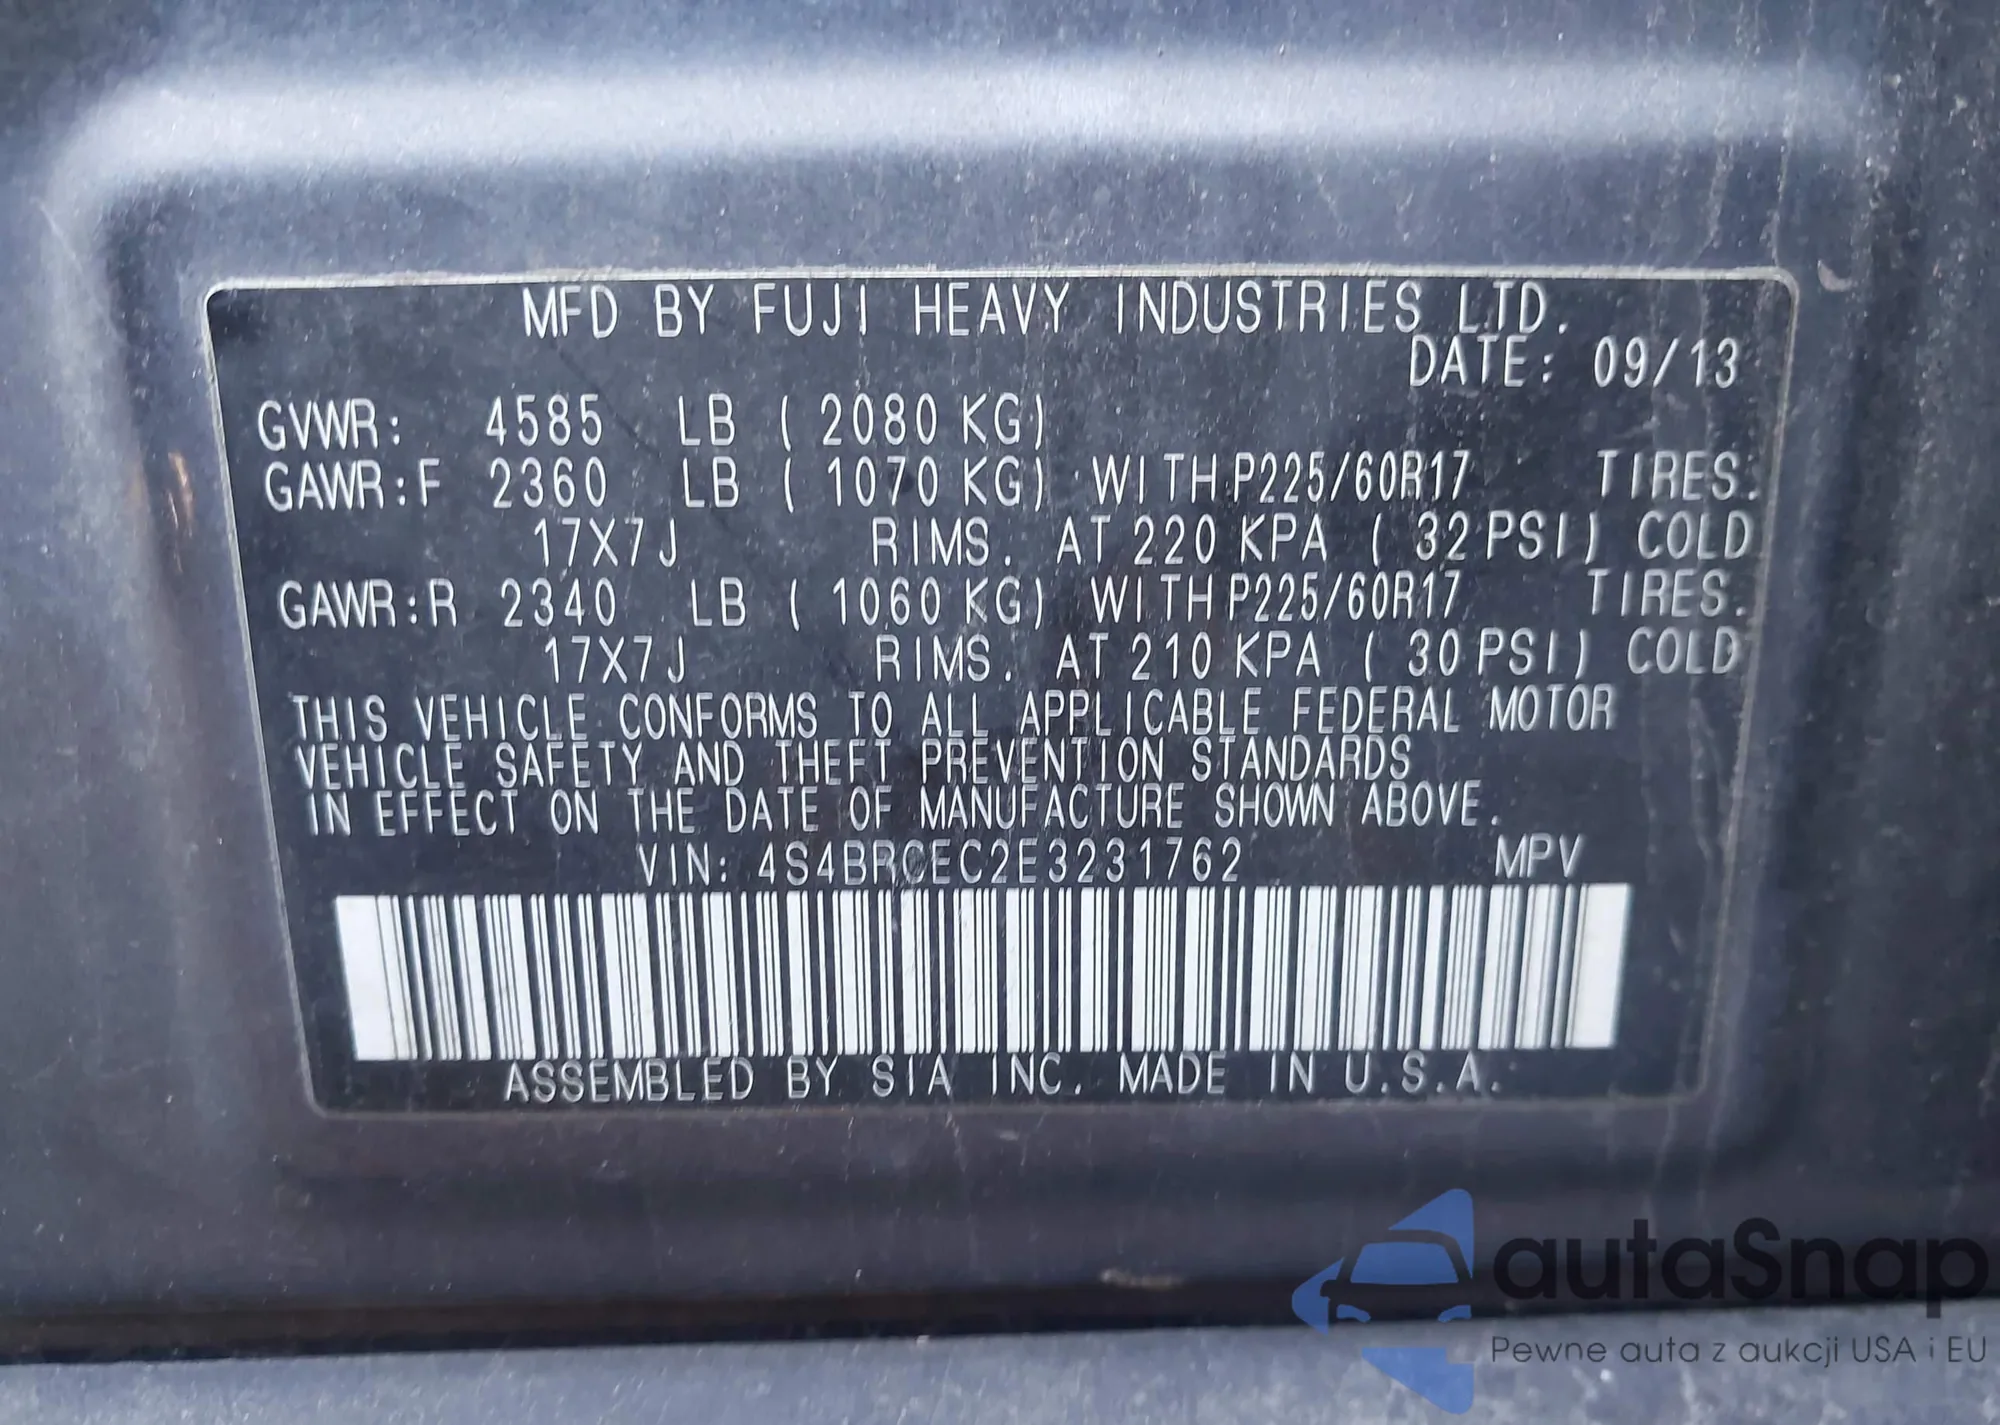 MFD BY FUJI HEAVY INDUSTRIES LTD.
DATE: 09/13
GVWR: 4585 LB ( 2080 KG)
GAWR:F 2360 LB ( 1070 KG) WITH P225/60R17 TIRES.
17X7J RIMS. AT 220 KPA ( 32 PSI) COLD
GAWR:R 2340 LB ( 1060 KG) WITH P225/60R17 TIRES.
17X7J RIMS. AT 210 KPA ( 30 PSI) COLD
THIS VEHICLE CONFORMS TO ALL APPLICABLE FEDERAL MOTOR
VEHICLE SAFETY AND THEFT PREVENTION STANDARDS
IN EFFECT ON THE DATE OF MANUFACTURE SHOWN ABOVE.
VIN: 4S4BRCEC2E3231762 MPV
ASSEMBLED BY SIA INC. MADE IN U.S.A.
autaSnap
Pewne auta z aukcji USA i EU